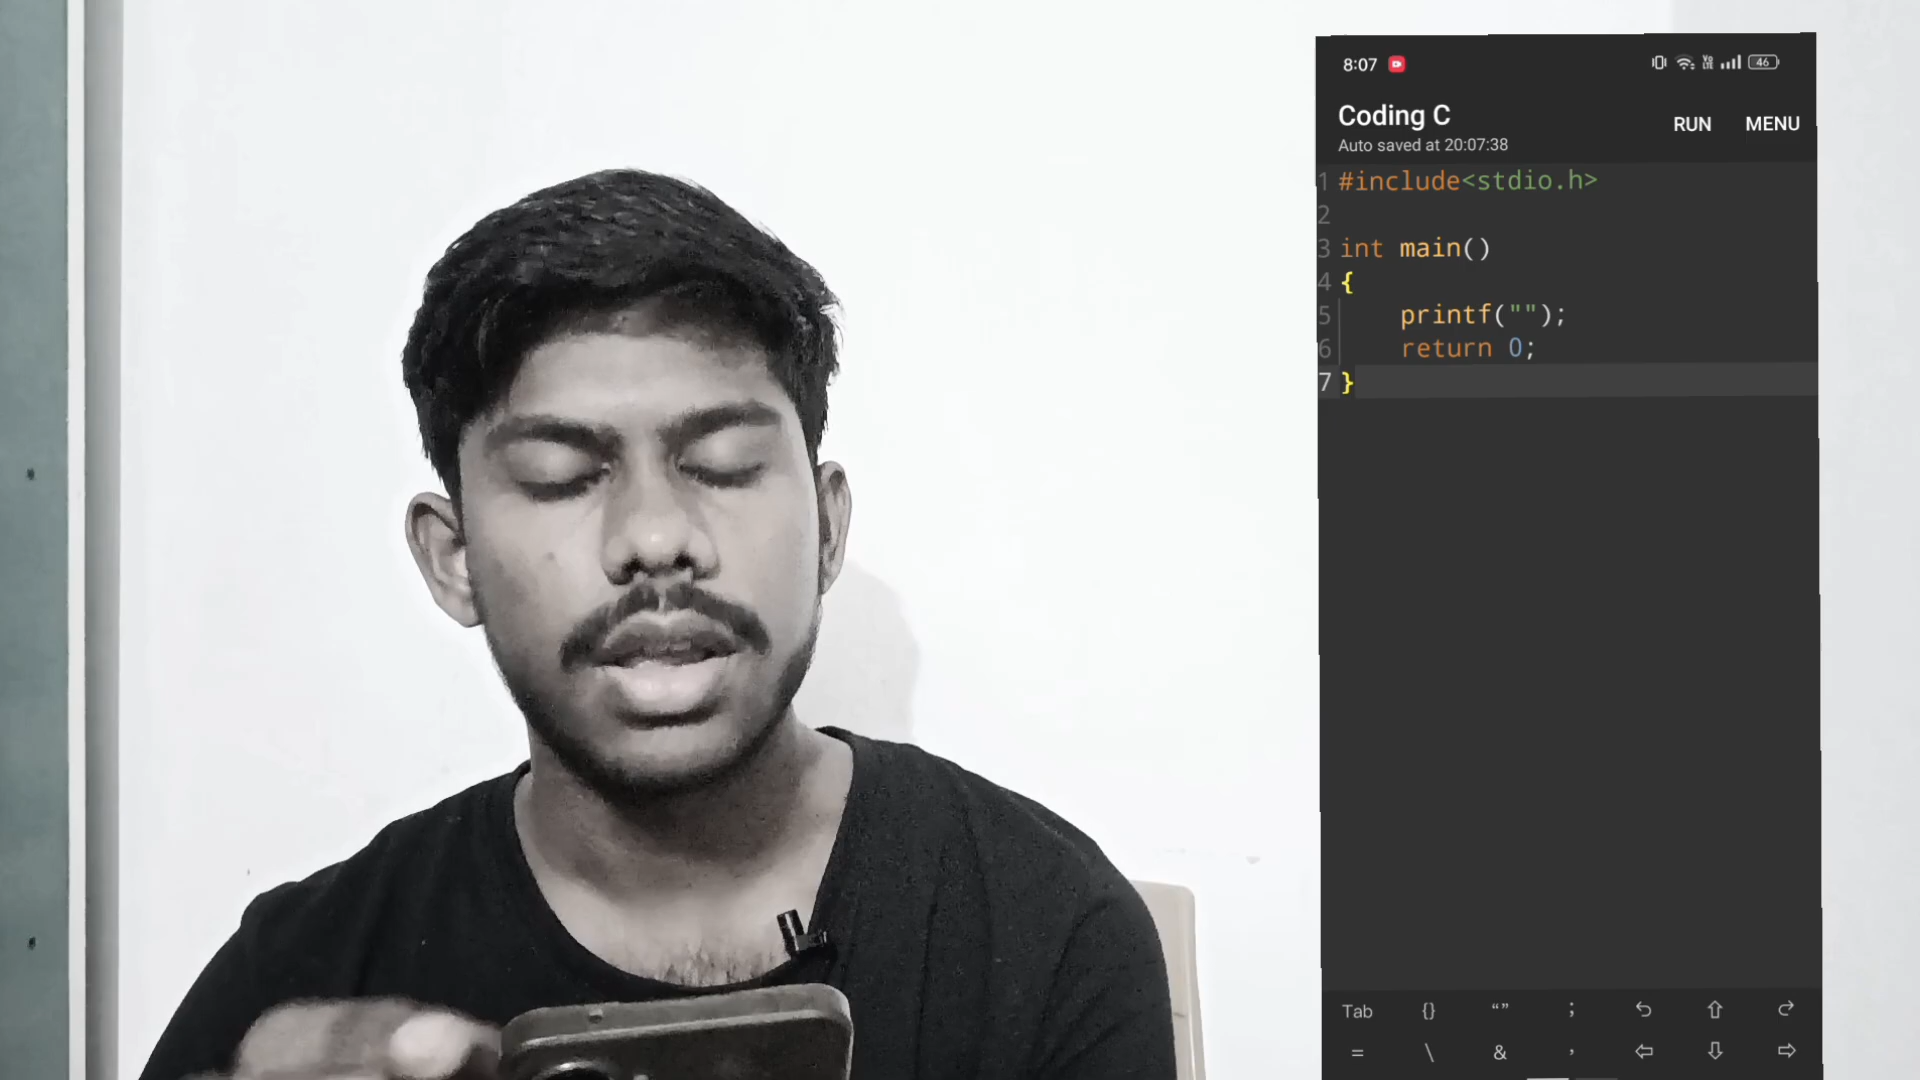 8:07 46
Coding C
RUN MENU
Auto saved at 20:07:38
1 #include<stdio.h>
2
3 int main()
4 {
5 printf("");
6 return 0;
7 }
Tab {} “” ; 
= \ & ,